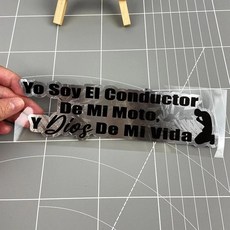 Yo Soy El Conductor
De Mi Moto,
Y Dios De Mi Vida